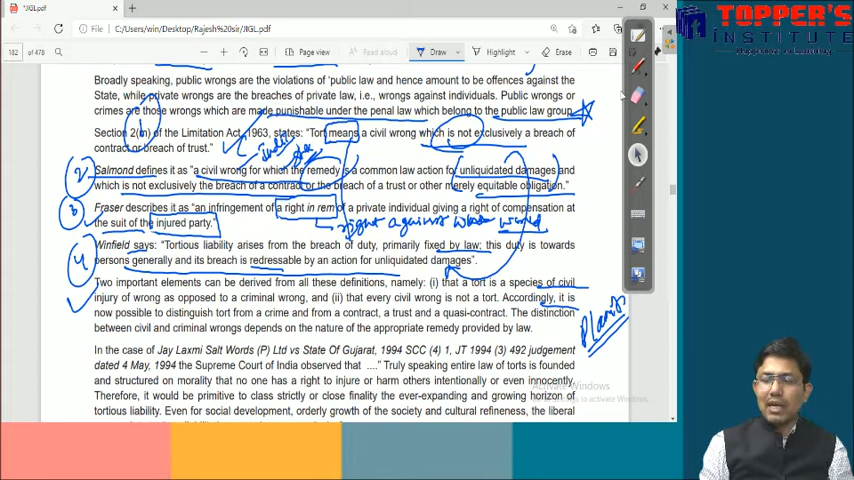 "JIGL.pdf
File | C:/Users/win/Desktop/Rajesh%20sir/JIGL.pdf
TOPPER'S
INSTITUTE
182 of 478
Page view
Read aloud
Draw
Highlight
Erase
Broadly speaking, public wrongs are the violations of 'public law and hence amount to be offences against the
State, while private wrongs are the breaches of private law, i.e., wrongs against individuals. Public wrongs or
crimes are those wrongs which are made punishable under the penal law which belong to the public law group.
Section 2(m) of the Limitation Act, 1963, states: "Tort means a civil wrong which is not exclusively a breach of
contract or breach of trust."
Salmond defines it as "a civil wrong for which the remedy is a common law action for unliquidated damages and
which is not exclusively the breach of a contract or the breach of a trust or other merely equitable obligation."
Fraser describes it as "an infringement of a right in rem of a private individual giving a right of compensation at
the suit of the injured party."
right against whole world
Winfield says: "Tortious liability arises from the breach of duty, primarily fixed by law; this duty is towards
persons generally and its breach is redressable by an action for unliquidated damages".
Two important elements can be derived from all these definitions, namely: (i) that a tort is a species of civil
injury of wrong as opposed to a criminal wrong, and (ii) that every civil wrong is not a tort. Accordingly, it is
now possible to distinguish tort from a crime and from a contract, a trust and a quasi-contract. The distinction
between civil and criminal wrongs depends on the nature of the appropriate remedy provided by law.
In the case of Jay Laxmi Salt Words (P) Ltd vs State Of Gujarat, 1994 SCC (4) 1, JT 1994 (3) 492 judgement
dated 4 May, 1994 the Supreme Court of India observed that ...." Truly speaking entire law of torts is founded
and structured on morality that no one has a right to injure or harm others intentionally or even innocently.
Therefore, it would be primitive to class strictly or close finality the ever-expanding and growing horizon of
tortious liability. Even for social development, orderly growth of the society and cultural refineness, the liberal
1
2
3
4
Activate Windows